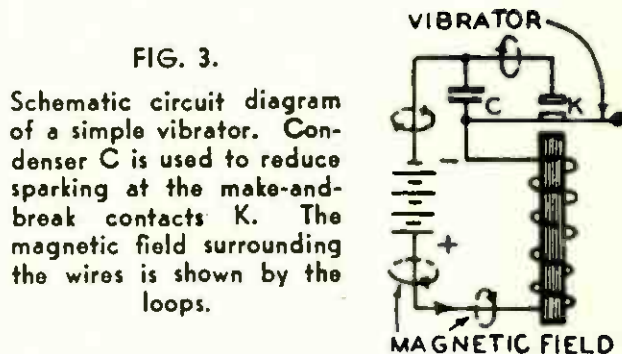 FIG. 3.
Schematic circuit diagram
of a simple vibrator. Con-
denser C is used to reduce
sparking at the make-and-
break contacts K. The
magnetic field surrounding
the wires is shown by the
loops.
VIBRATOR
C
K
-
+
MAGNETIC FIELD